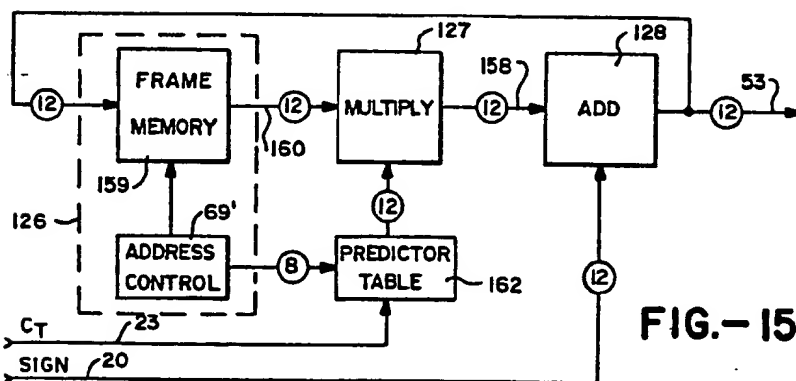 127
128
158
53
FRAME
MEMORY
MULTIPLY
ADD
12
12
12
12
160
159
126
69'
12
ADDRESS
CONTROL
8
PREDICTOR
TABLE
162
12
CT
23
SIGN
20
FIG.-15